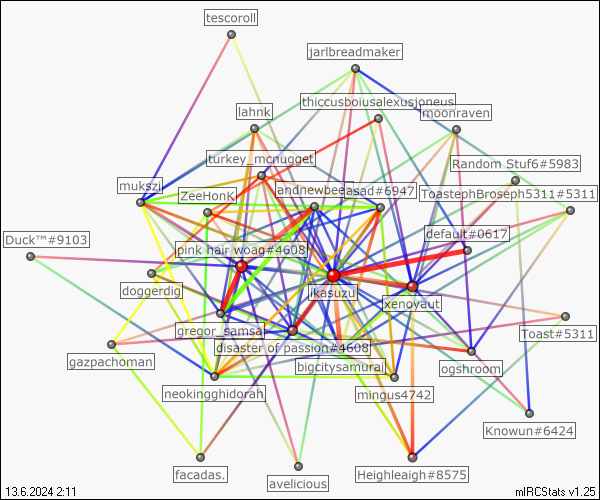 tescoroll
jarlbreadmaker
thiccusboiusalexusjoneus
lahnk
moonraven
turkey_mcnugget
Random Stuf6#5983
mukszi
ZeeHonK
andnewbee
asad#6947
ToastephBroseph5311#5311
Duck™#9103
pink hair woag#4608
default#0617
doggerdig
ikasuzu
xenoyaut
gregor_samsa
disaster of passion#4608
Toast#5311
gazpachoman
bigcitysamurai
ogshroom
neokingghidorah
mingus4742
Knowun#6424
facadas.
avelicious
Heighleaigh#8575
13.6.2024 2:11
mIRCStats v1.25